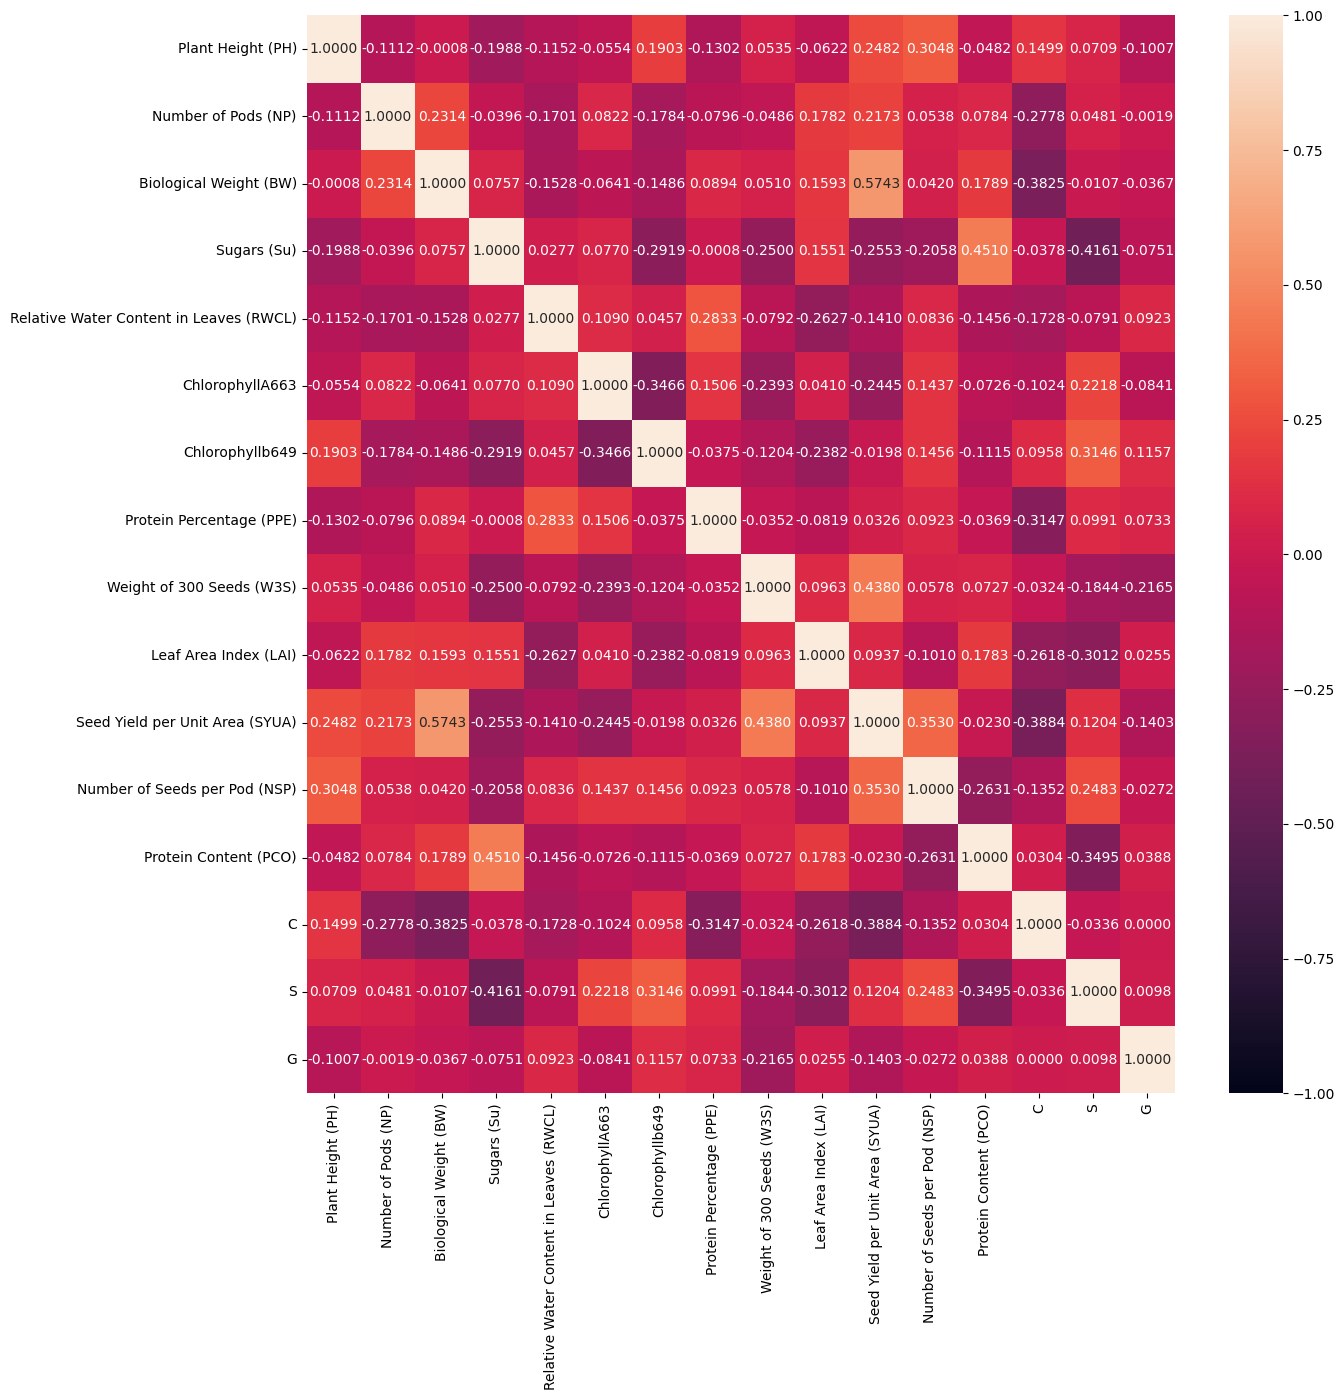 Plant Height (PH) 1.0000 -0.1112 -0.0008 -0.1988 -0.1152 -0.0554 0.1903 -0.1302 0.0535 -0.0622 0.2482 0.3048 -0.0482 0.1499 0.0709 -0.1007
Number of Pods (NP) -0.1112 1.0000 0.2314 -0.0396 -0.1701 0.0822 -0.1784 -0.0796 -0.0486 0.1782 0.2173 0.0538 0.0784 -0.2778 0.0481 -0.0019
Biological Weight (BW) -0.0008 0.2314 1.0000 0.0757 -0.1528 -0.0641 -0.1486 0.0894 0.0510 0.1593 0.5743 0.0420 0.1789 -0.3825 -0.0107 -0.0367
Sugars (Su) -0.1988 -0.0396 0.0757 1.0000 0.0277 0.0770 -0.2919 -0.0008 -0.2500 0.1551 -0.2553 -0.2058 0.4510 -0.0378 -0.4161 -0.0751
Relative Water Content in Leaves (RWCL) -0.1152 -0.1701 -0.1528 0.0277 1.0000 0.1090 0.0457 0.2833 -0.0792 -0.2627 -0.1410 0.0836 -0.1456 -0.1728 -0.0791 0.0923
ChlorophyllA663 -0.0554 0.0822 -0.0641 0.0770 0.1090 1.0000 -0.3466 0.1506 -0.2393 0.0410 -0.2445 0.1437 -0.0726 -0.1024 0.2218 -0.0841
Chlorophyllb649 0.1903 -0.1784 -0.1486 -0.2919 0.0457 -0.3466 1.0000 -0.0375 -0.1204 -0.2382 -0.0198 0.1456 -0.1115 0.0958 0.3146 0.1157
Protein Percentage (PPE) -0.1302 -0.0796 0.0894 -0.0008 0.2833 0.1506 -0.0375 1.0000 -0.0352 -0.0819 0.0326 0.0923 -0.0369 -0.3147 0.0991 0.0733
Weight of 300 Seeds (W3S) 0.0535 -0.0486 0.0510 -0.2500 -0.0792 -0.2393 -0.1204 -0.0352 1.0000 0.0963 0.4380 0.0578 0.0727 -0.0324 -0.1844 -0.2165
Leaf Area Index (LAI) -0.0622 0.1782 0.1593 0.1551 -0.2627 0.0410 -0.2382 -0.0819 0.0963 1.0000 0.0937 -0.1010 0.1783 -0.2618 -0.3012 0.0255
Seed Yield per Unit Area (SYUA) 0.2482 0.2173 0.5743 -0.2553 -0.1410 -0.2445 -0.0198 0.0326 0.4380 0.0937 1.0000 0.3530 -0.0230 -0.3884 0.1204 -0.1403
Number of Seeds per Pod (NSP) 0.3048 0.0538 0.0420 -0.2058 0.0836 0.1437 0.1456 0.0923 0.0578 -0.1010 0.3530 1.0000 -0.2631 -0.1352 0.2483 -0.0272
Protein Content (PCO) -0.0482 0.0784 0.1789 0.4510 -0.1456 -0.0726 -0.1115 -0.0369 0.0727 0.1783 -0.0230 -0.2631 1.0000 0.0304 -0.3495 0.0388
C 0.1499 -0.2778 -0.3825 -0.0378 -0.1728 -0.1024 0.0958 -0.3147 -0.0324 -0.2618 -0.3884 -0.1352 0.0304 1.0000 -0.0336 0.0000
S 0.0709 0.0481 -0.0107 -0.4161 -0.0791 0.2218 0.3146 0.0991 -0.1844 -0.3012 0.1204 0.2483 -0.3495 -0.0336 1.0000 0.0098
G -0.1007 -0.0019 -0.0367 -0.0751 0.0923 -0.0841 0.1157 0.0733 -0.2165 0.0255 -0.1403 -0.0272 0.0388 0.0000 0.0098 1.0000
Plant Height (PH)
Number of Pods (NP)
Biological Weight (BW)
Sugars (Su)
Relative Water Content in Leaves (RWCL)
ChlorophyllA663
Chlorophyllb649
Protein Percentage (PPE)
Weight of 300 Seeds (W3S)
Leaf Area Index (LAI)
Seed Yield per Unit Area (SYUA)
Number of Seeds per Pod (NSP)
Protein Content (PCO)
C
S
G
1.00
0.75
0.50
0.25
0.00
−0.25
−0.50
−0.75
−1.00